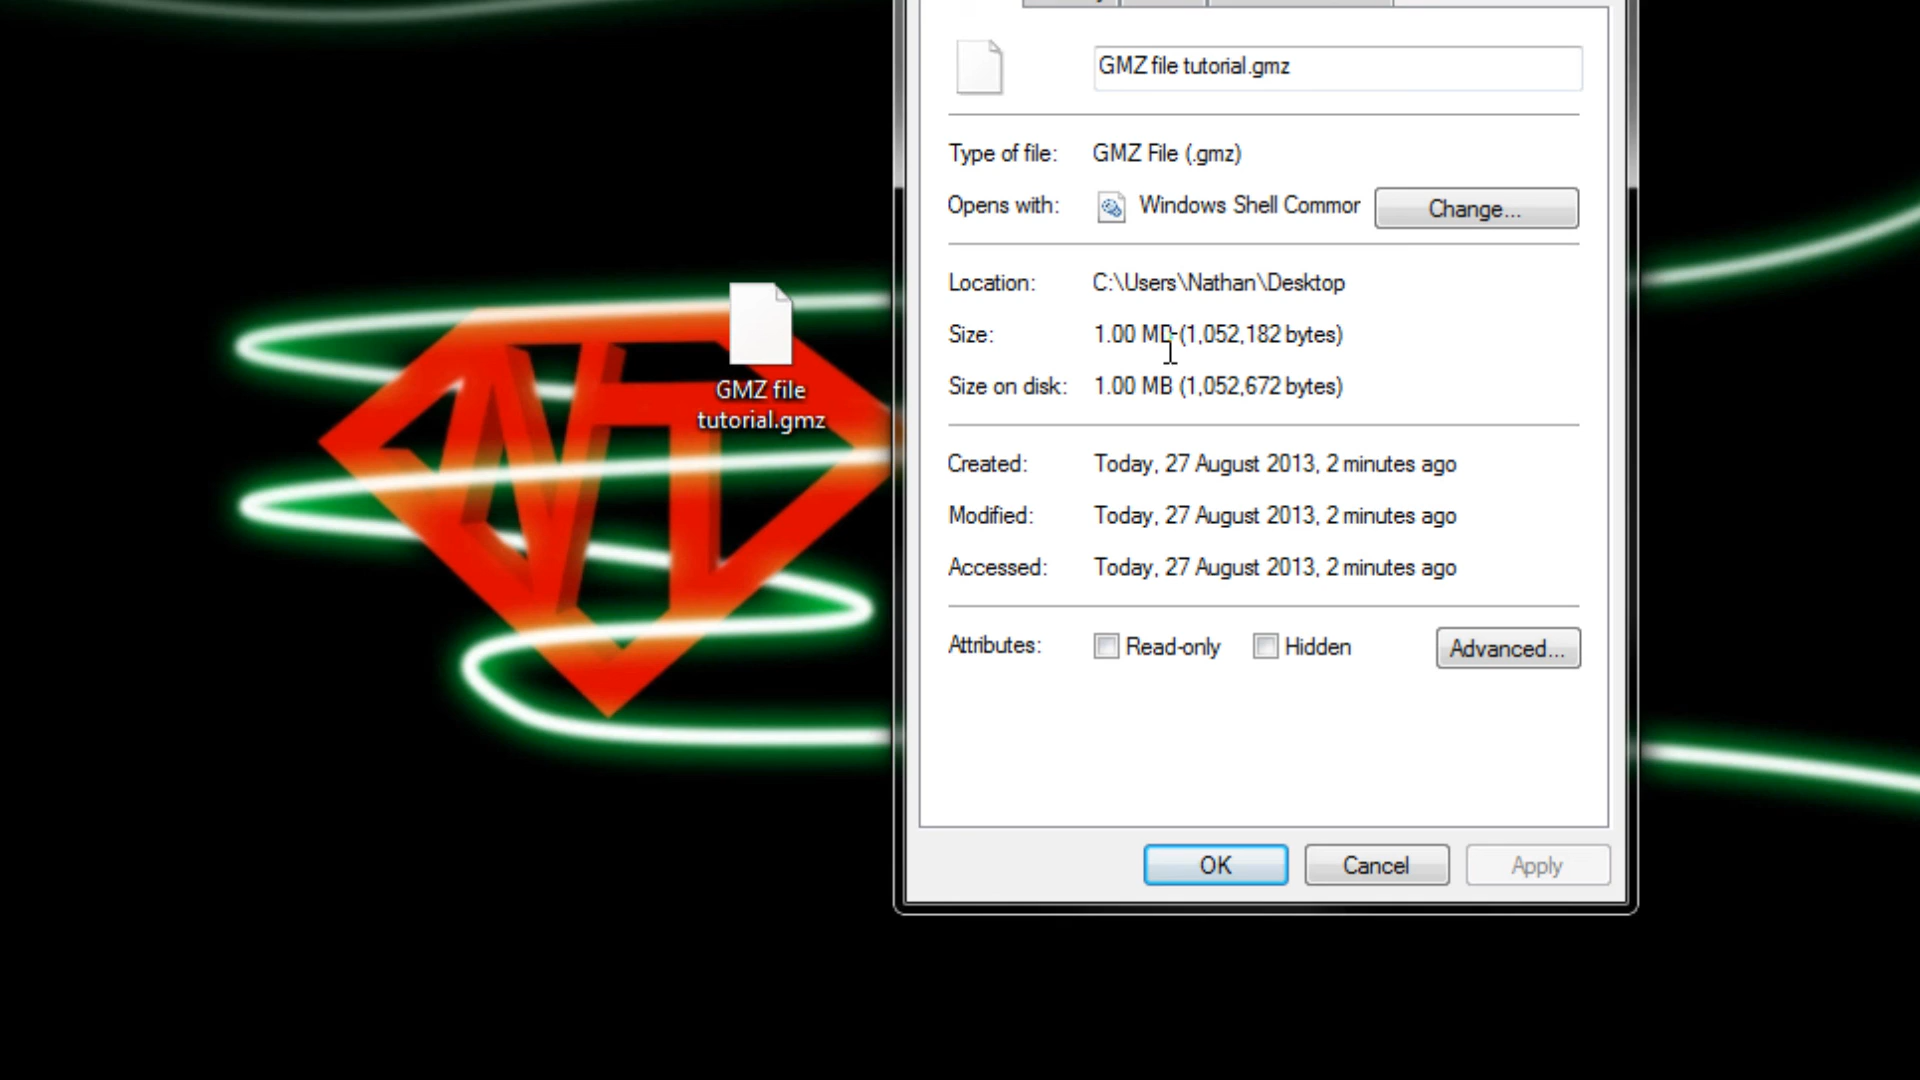 GMZ file tutorial.gmz
Type of file: GMZ File (.gmz)
Opens with: Windows Shell Commor Change...
Location: C:\Users\Nathan\Desktop
Size: 1.00 MB (1,052,182 bytes)
Size on disk: 1.00 MB (1,052,672 bytes)
Created: Today, 27 August 2013, 2 minutes ago
Modified: Today, 27 August 2013, 2 minutes ago
Accessed: Today, 27 August 2013, 2 minutes ago
Attributes: Read-only Hidden Advanced...
OK Cancel Apply
GMZ file
tutorial.gmz